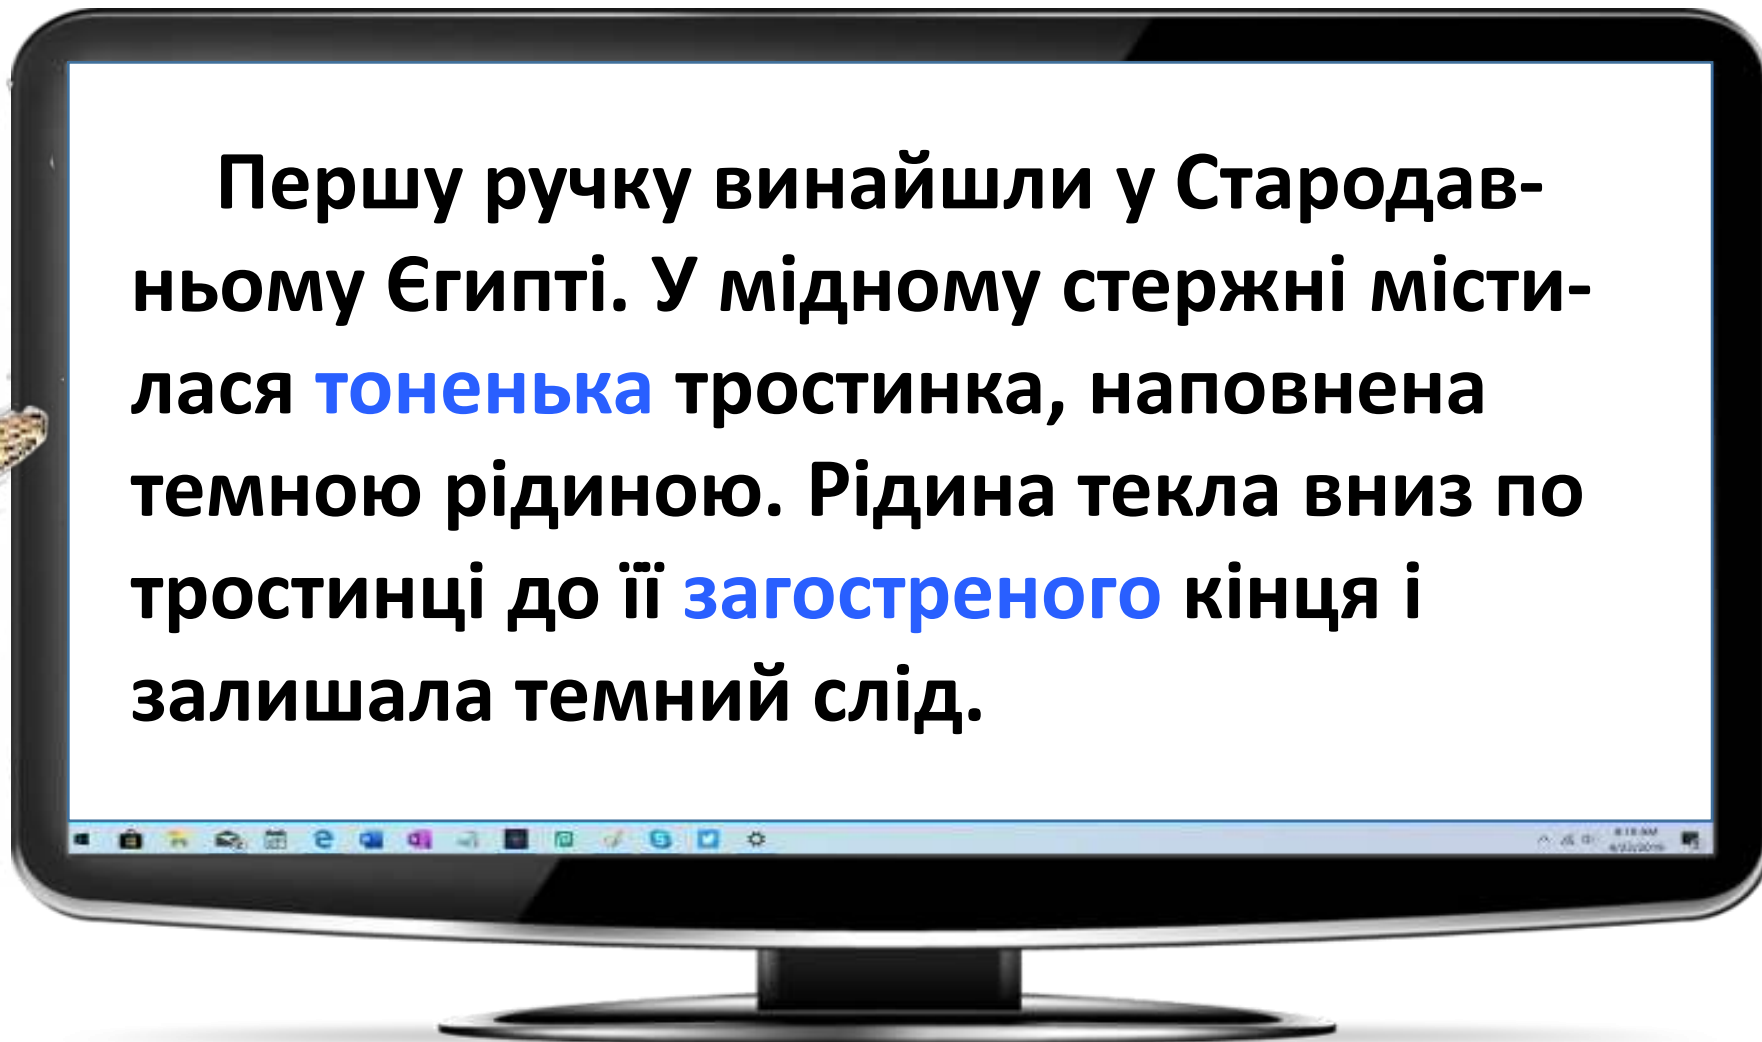 Першу ручку винайшли у Стародав-
ньому Єгипті. У мідному стержні місти-
лася тоненька тростинка, наповнена
темною рідиною. Рідина текла вниз по
тростинці до її загостреного кінця і
залишала темний слід.